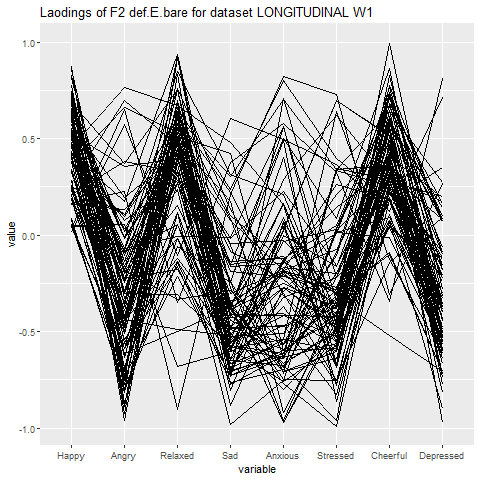 Laodings of F2 def.E.bare for dataset LONGITUDINAL W1
1.0
0.5
0.0
-0.5
-1.0
value
Happy Angry Relaxed Sad Anxious Stressed Cheerful Depressed
variable